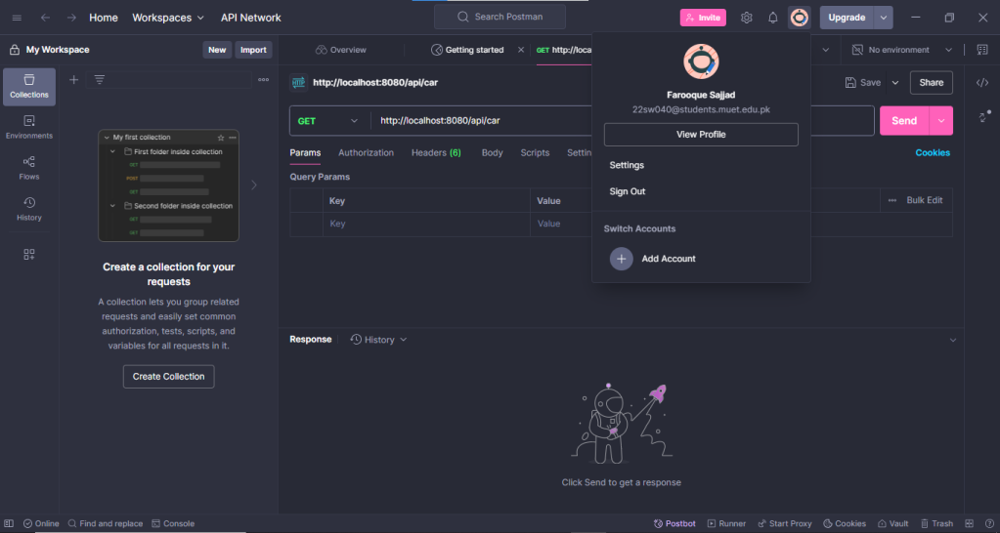 Home Workspaces API Network Search Postman Invite Upgrade
My Workspace New Import Overview Getting started GET http://loca No environment
Collections
Environments
Flows
History
My first collection
First folder inside collection
GET
POST
GET
Second folder inside collection
GET
GET
Create a collection for your
requests
A collection lets you group related
requests and easily set common
authorization, tests, scripts, and
variables for all requests in it.
Create Collection
HTTP http://localhost:8080/api/car Save Share
GET http://localhost:8080/api/car Send
Params Authorization Headers (6) Body Scripts Settin Cookies
Query Params
Key Value Bulk Edit
Key Value
Farooque Sajjad
22sw040@students.muet.edu.pk
View Profile
Settings
Sign Out
Switch Accounts
Add Account
Response History
Click Send to get a response
Online Find and replace Console Postbot Runner Start Proxy Cookies Vault Trash